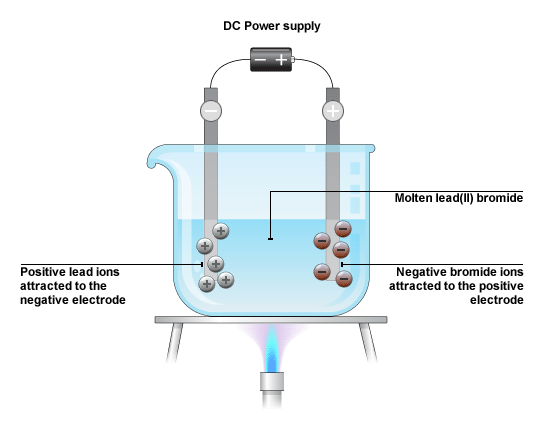 DC Power supply
Molten lead(II) bromide
Positive lead ions
attracted to the
negative electrode
Negative bromide ions
attracted to the positive
electrode